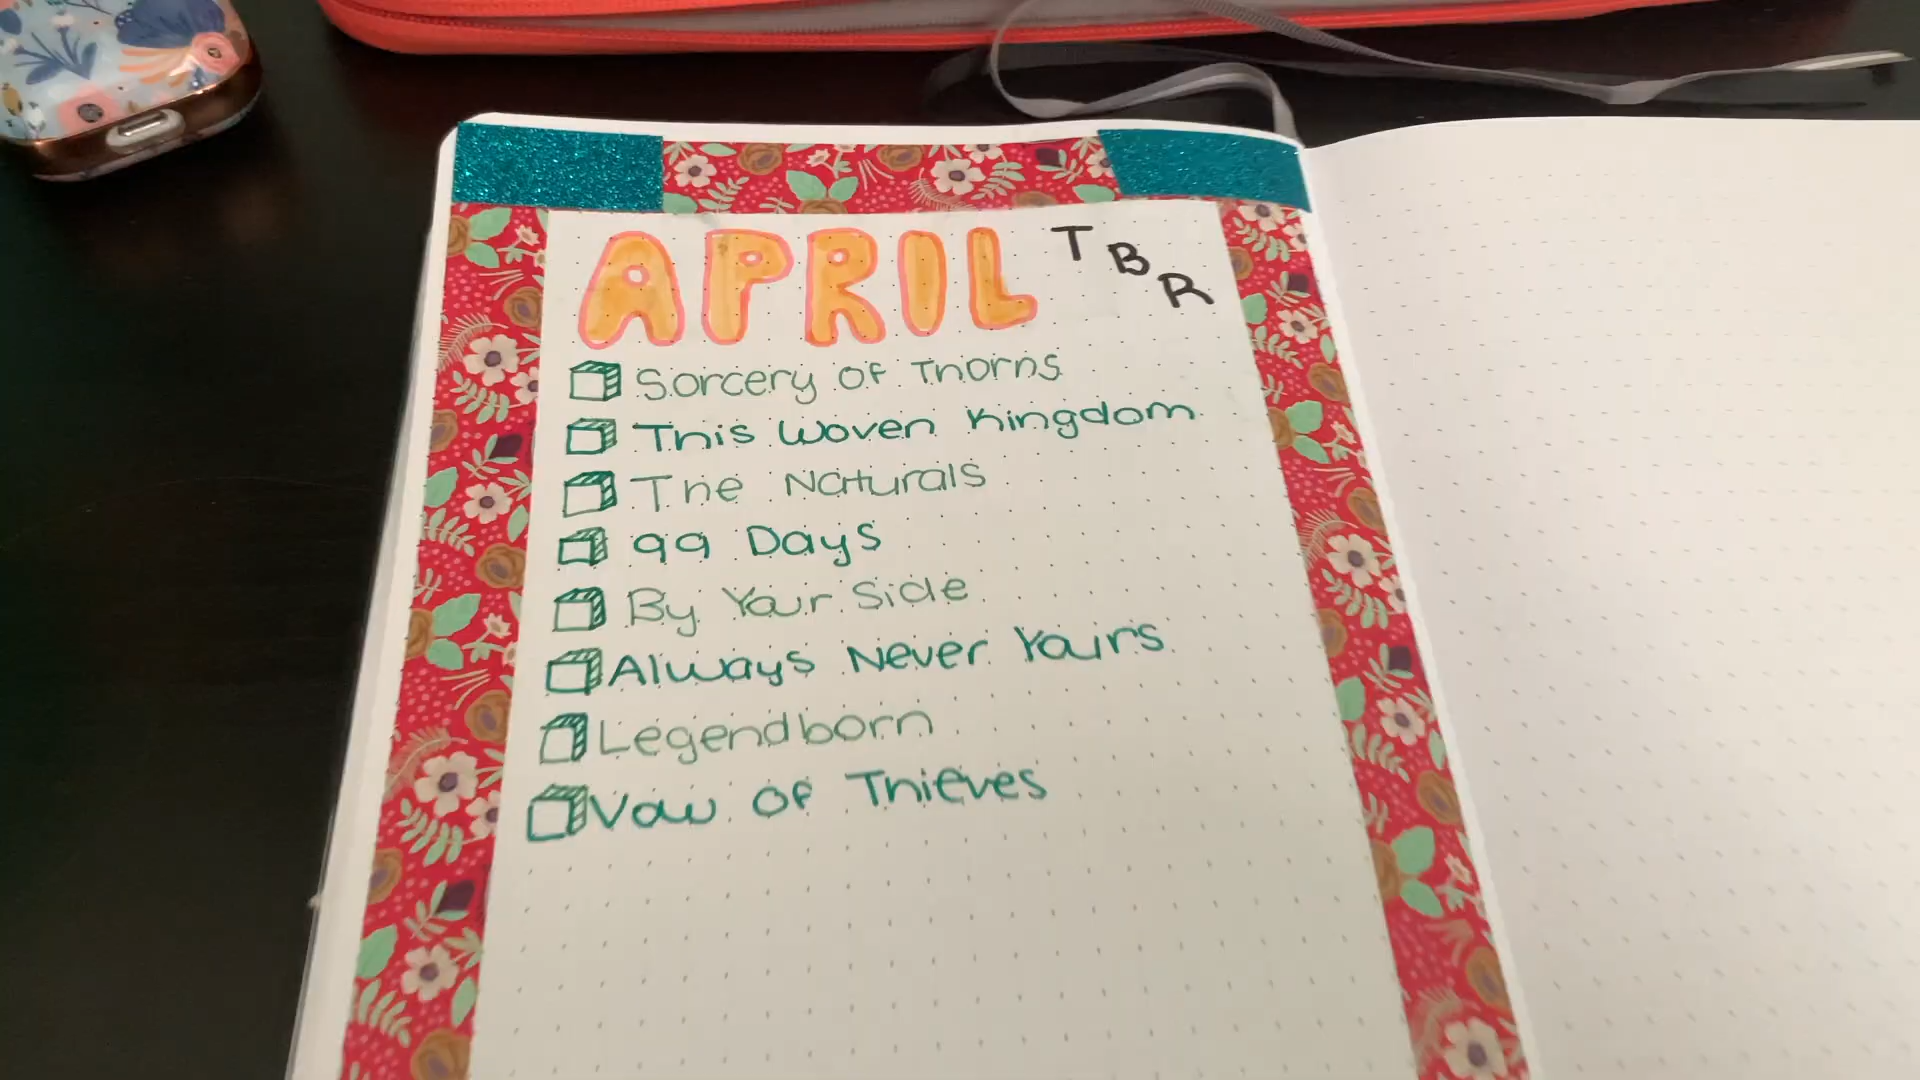 APRIL TBR
Sorcery of Thorns
This Woven Kingdom
The Naturals
99 Days
By Your Side
Always Never Yours
Legendborn
Vow of Thieves